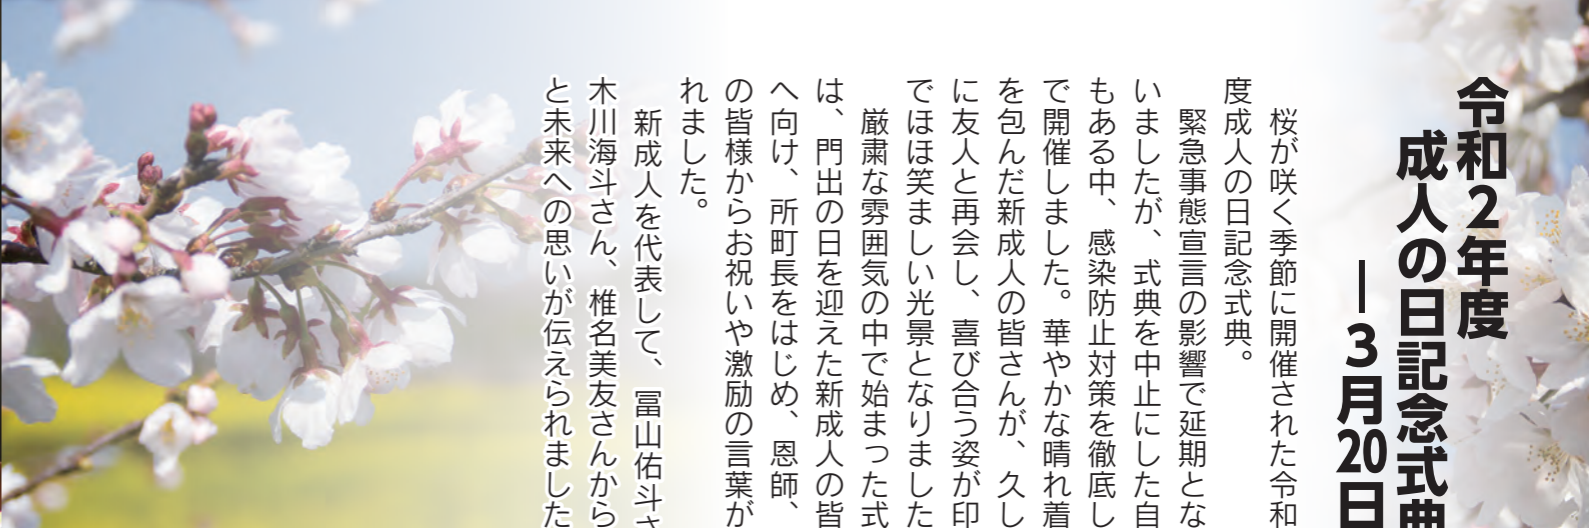 令和２年度
成人の日記念式典
―３月20日
桜が咲く季節に開催された令和
度成人の日記念式典。
緊急事態宣言の影響で延期とな
いましたが、式典を中止にした自
もある中、感染防止対策を徹底し
で開催しました。華やかな晴れ着
を包んだ新成人の皆さんが、久し
に友人と再会し、喜び合う姿が印
でほほ笑ましい光景となりました
厳粛な雰囲気の中で始まった式
は、門出の日を迎えた新成人の皆
へ向け、所町長をはじめ、恩師、
の皆様からお祝いや激励の言葉が
れました。
新成人を代表して、冨山佑斗さ
木川海斗さん、椎名美友さんから
と未来への思いが伝えられました